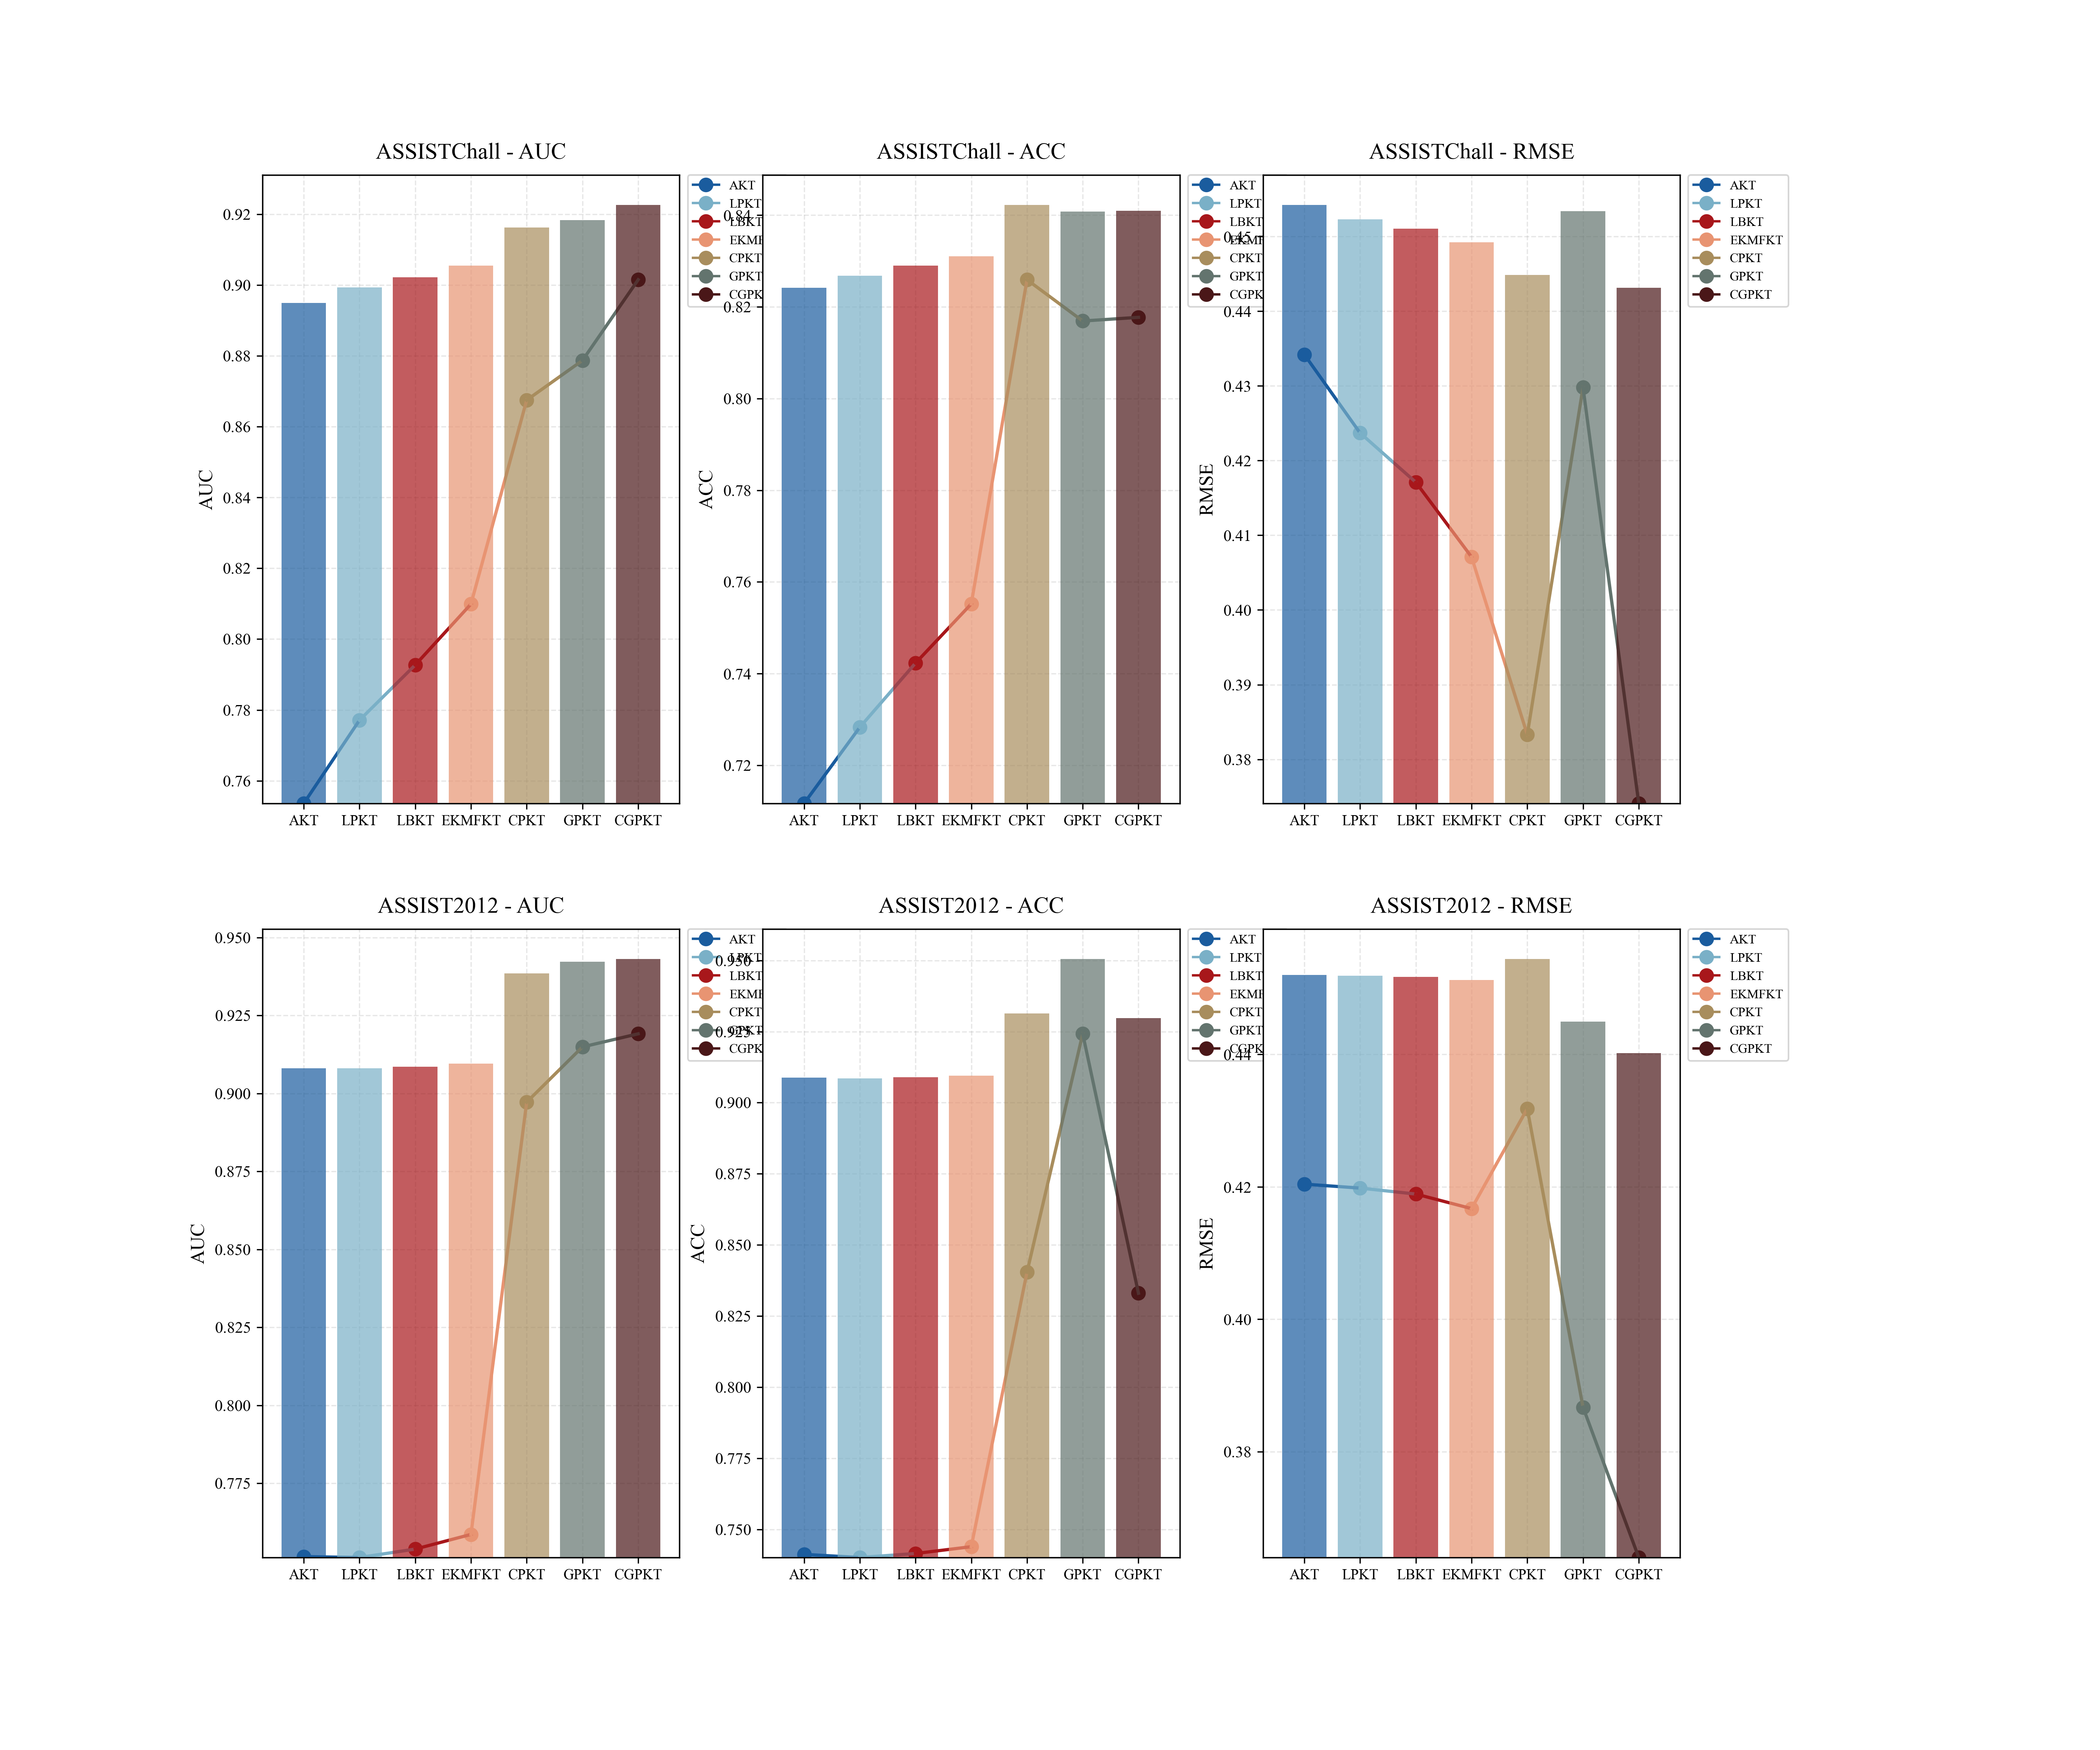 ASSISTChall - AUC
AUC
0.92
0.90
0.88
0.86
0.84
0.82
0.80
0.78
0.76
AKT LPKT LBKT EKMFKT CPKT GPKT CGPKT
AKT
LPKT
LBKT
CPKT
GPKT
ASSISTChall - ACC
ACC
0.84
0.82
0.80
0.78
0.76
0.74
0.72
AKT LPKT LBKT EKMFKT CPKT GPKT CGPKT
AKT
LPKT
LBKT
CPKT
GPKT
ASSISTChall - RMSE
RMSE
0.45
0.44
0.43
0.42
0.41
0.40
0.39
0.38
AKT LPKT LBKT EKMFKT CPKT GPKT CGPKT
AKT
LPKT
LBKT
EKMFKT
CPKT
GPKT
CGPKT
ASSIST2012 - AUC
AUC
0.950
0.925
0.900
0.875
0.850
0.825
0.800
0.775
AKT LPKT LBKT EKMFKT CPKT GPKT CGPKT
AKT
LPKT
LBKT
CPKT
GPKT
ASSIST2012 - ACC
ACC
0.950
0.925
0.900
0.875
0.850
0.825
0.800
0.775
0.750
AKT LPKT LBKT EKMFKT CPKT GPKT CGPKT
AKT
LPKT
LBKT
CPKT
GPKT
ASSIST2012 - RMSE
RMSE
0.44
0.42
0.40
0.38
AKT LPKT LBKT EKMFKT CPKT GPKT CGPKT
AKT
LPKT
LBKT
EKMFKT
CPKT
GPKT
CGPKT